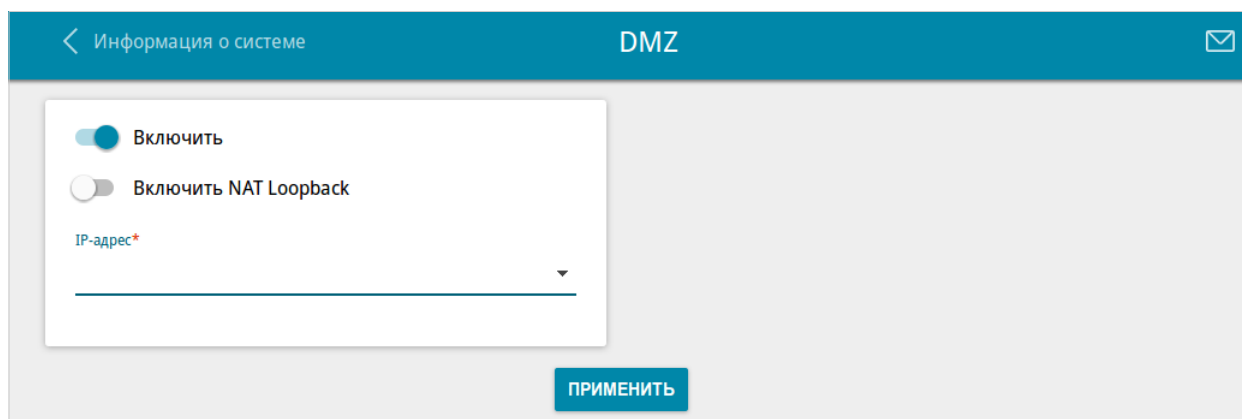 Информация о системе
DMZ
Включить
Включить NAT Loopback
IP-адрес*
ПРИМЕНИТЬ